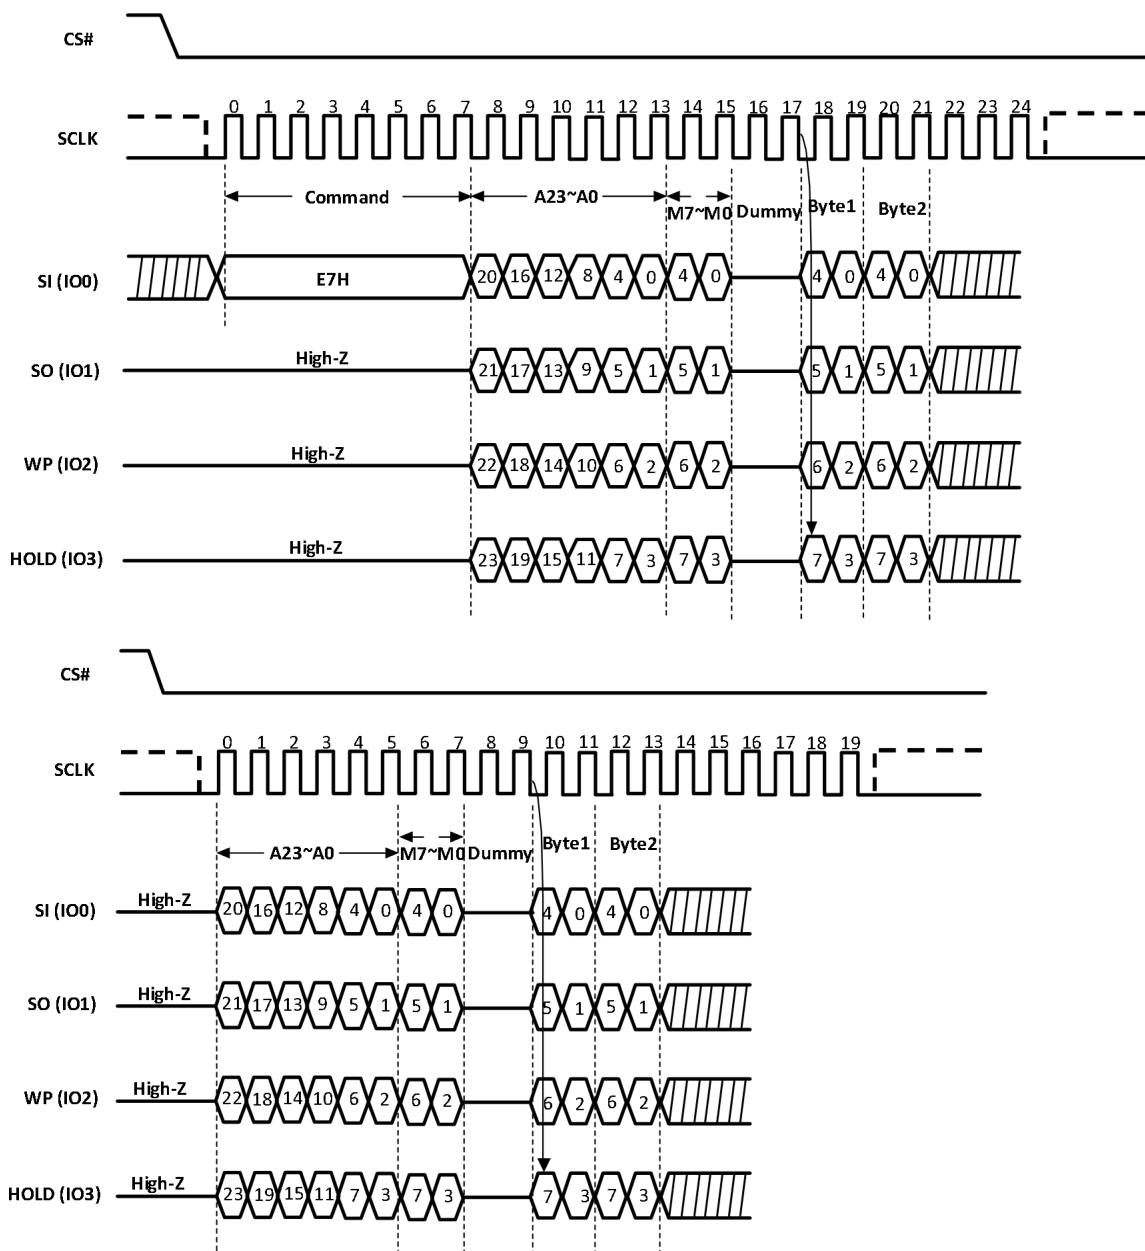 CS#
0 1 2 3 4 5 6 7 8 9 10 11 12 13 14 15 16 17 18 19 20 21 22 23 24
SCLK
Command A23~A0 M7~M0 Dummy Byte1 Byte2
SI (IO0) E7H 20 16 12 8 4 0 4 0 4 0 4 0
SO (IO1) High-Z 21 17 13 9 5 1 5 1 5 1 5 1
WP (IO2) High-Z 22 18 14 10 6 2 6 2 6 2 6 2
HOLD (IO3) High-Z 23 19 15 11 7 3 7 3 7 3 7 3
CS#
0 1 2 3 4 5 6 7 8 9 10 11 12 13 14 15 16 17 18 19
SCLK
A23~A0 M7~M0 Dummy Byte1 Byte2
SI (IO0) High-Z 20 16 12 8 4 0 4 0 4 0 4 0
SO (IO1) High-Z 21 17 13 9 5 1 5 1 5 1 5 1
WP (IO2) High-Z 22 18 14 10 6 2 6 2 6 2 6 2
HOLD (IO3) High-Z 23 19 15 11 7 3 7 3 7 3 7 3